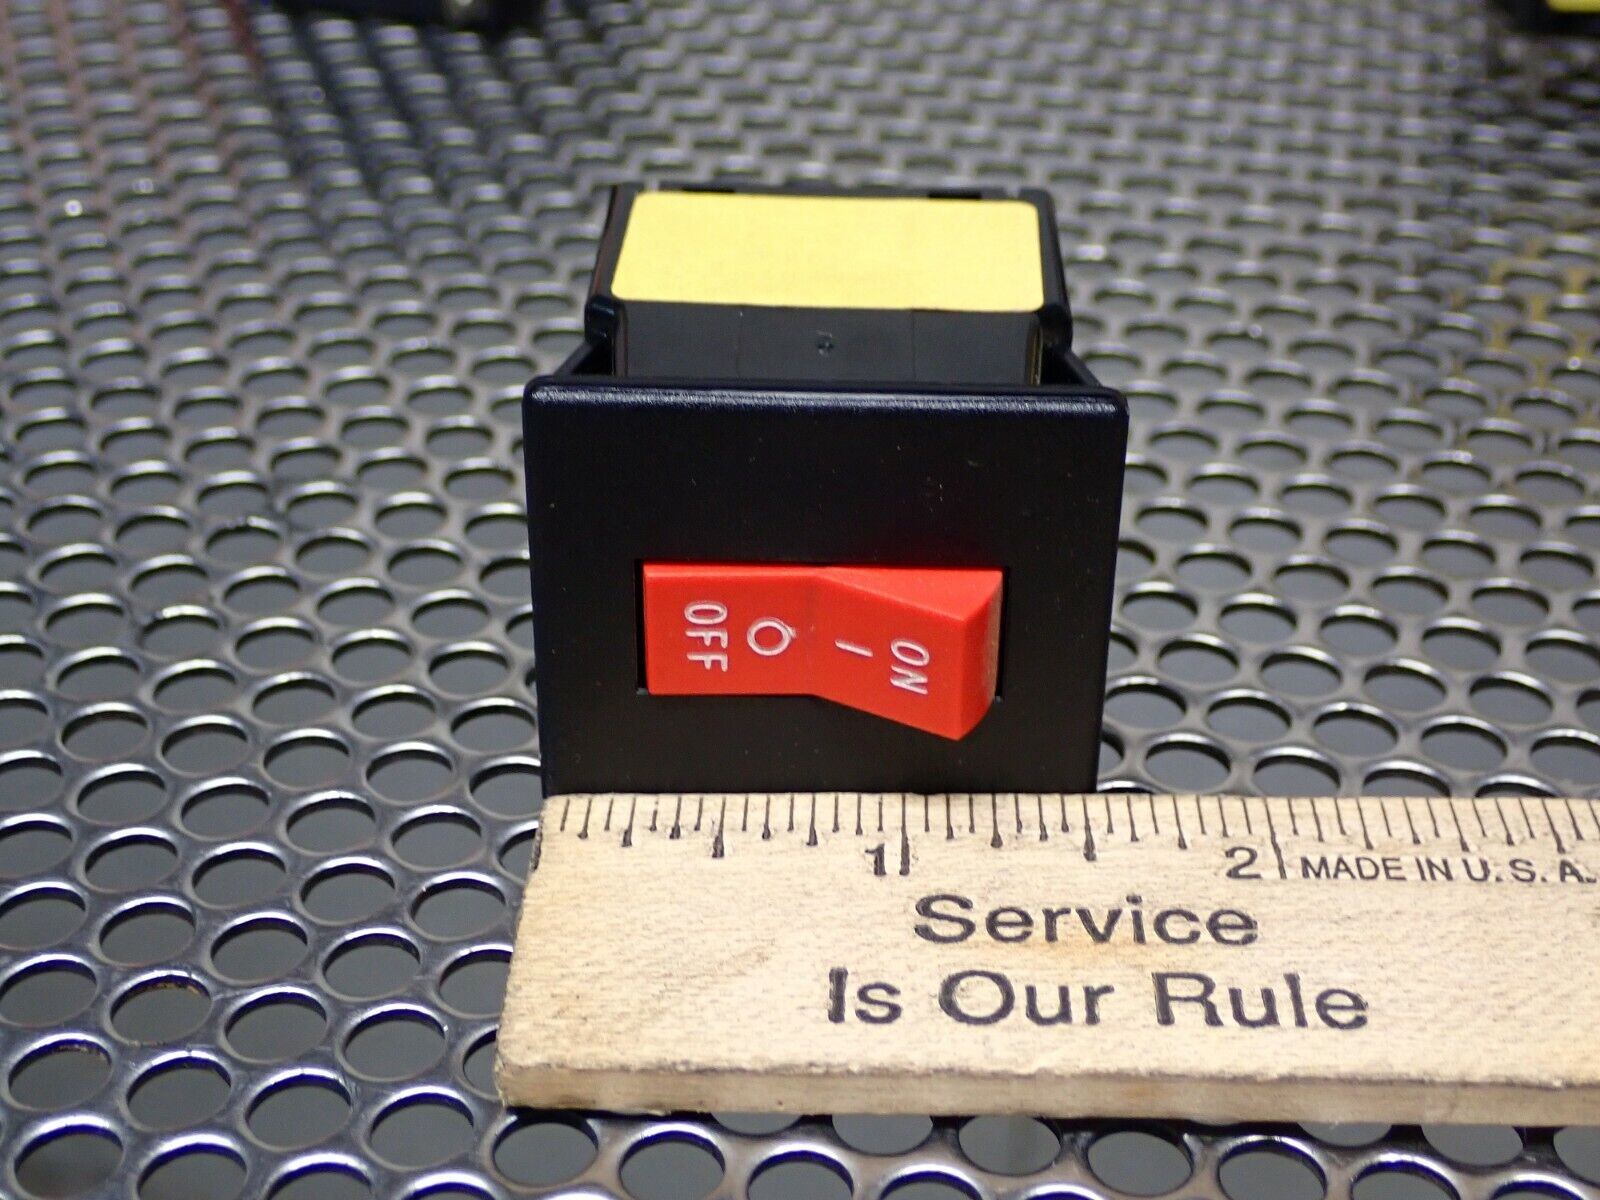 OFF O I ON
1 2 MADE IN U.S.A.
Service
Is Our Rule